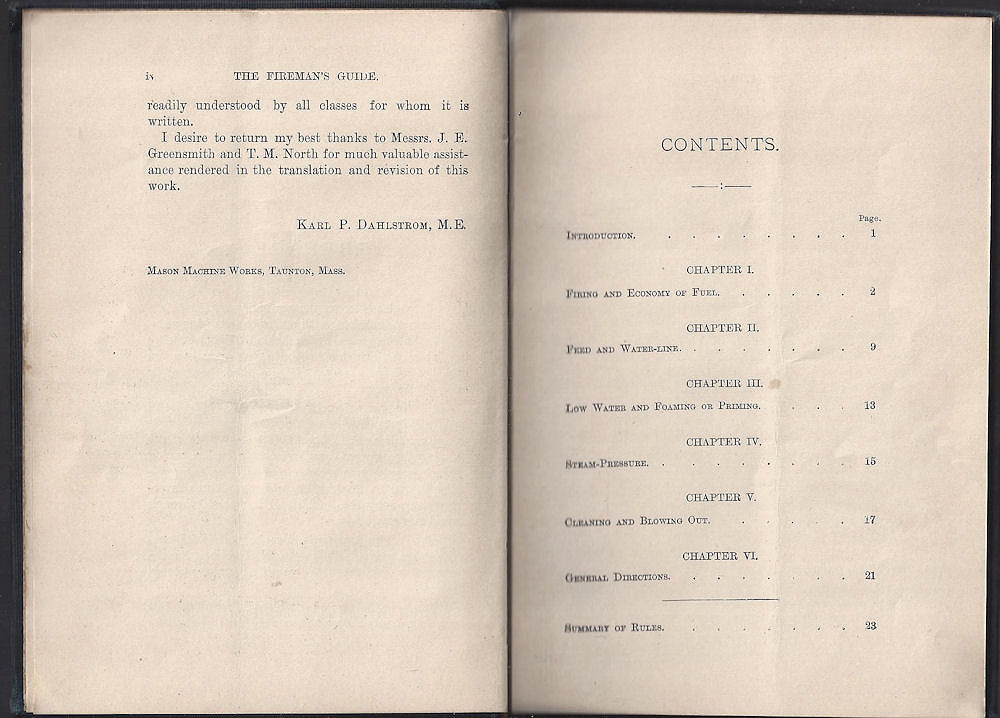 iv THE FIREMAN'S GUIDE.
readily understood by all classes for whom it is
written.
I desire to return my best thanks to Messrs. J. E.
Greensmith and T. M. North for much valuable assist-
ance rendered in the translation and revision of this
work.
KARL P. DAHLSTROM, M.E.
MASON MACHINE WORKS, TAUNTON, MASS.
CONTENTS.
Page.
INTRODUCTION. . . . . . . . . 1
CHAPTER I.
FIRING AND ECONOMY OF FUEL. . . . . . 2
CHAPTER II.
FEED AND WATER-LINE. . . . . . . . 9
CHAPTER III.
LOW WATER AND FOAMING OR PRIMING. . . . 13
CHAPTER IV.
STEAM-PRESSURE. . . . . . . . . 15
CHAPTER V.
CLEANING AND BLOWING OUT. . . . . . 17
CHAPTER VI.
GENERAL DIRECTIONS. . . . . . . . 21
SUMMARY OF RULES. . . . . . . . 23